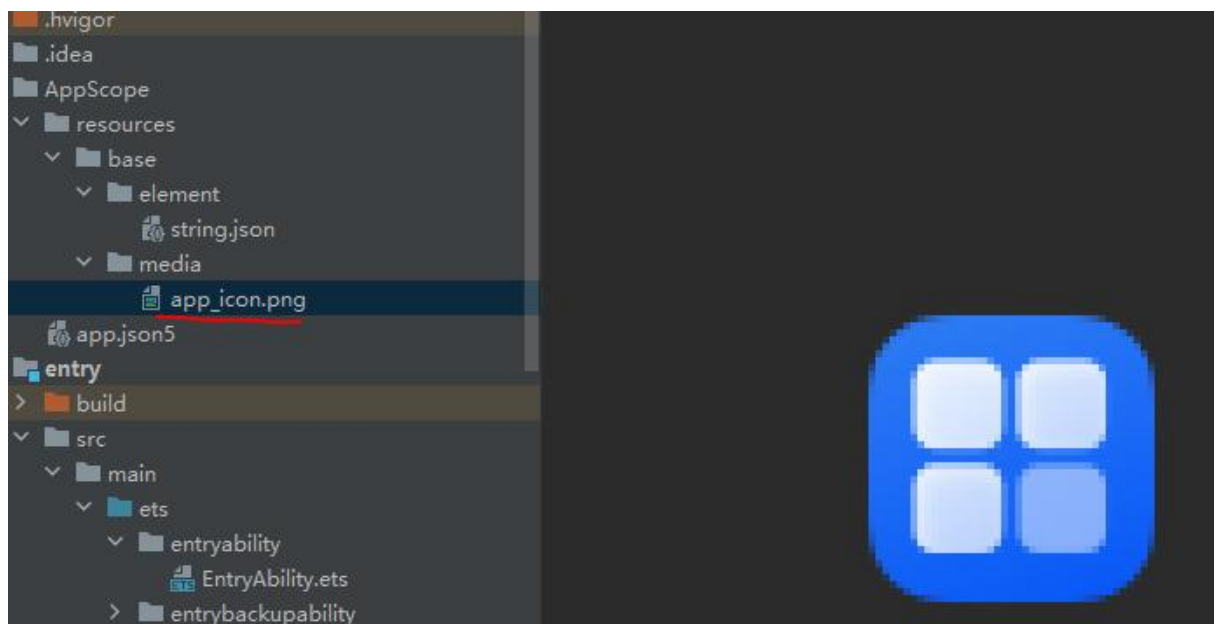 .hvigor
.idea
AppScope
resources
base
element
string.json
media
app_icon.png
app.json5
entry
build
src
main
ets
entryability
EntryAbility.ets
entrybackupability